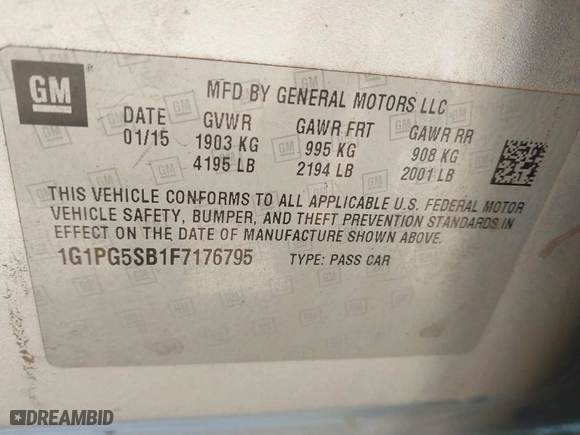 GM
MFD BY GENERAL MOTORS LLC
DATE GVWR GAWR FRT GAWR RR
01/15 1903 KG 995 KG 908 KG
4195 LB 2194 LB 2001 LB
THIS VEHICLE CONFORMS TO ALL APPLICABLE U.S. FEDERAL MOTOR
VEHICLE SAFETY, BUMPER, AND THEFT PREVENTION STANDARDS IN
EFFECT ON THE DATE OF MANUFACTURE SHOWN ABOVE.
1G1PG5SB1F7176795 TYPE: PASS CAR
DREAMBID